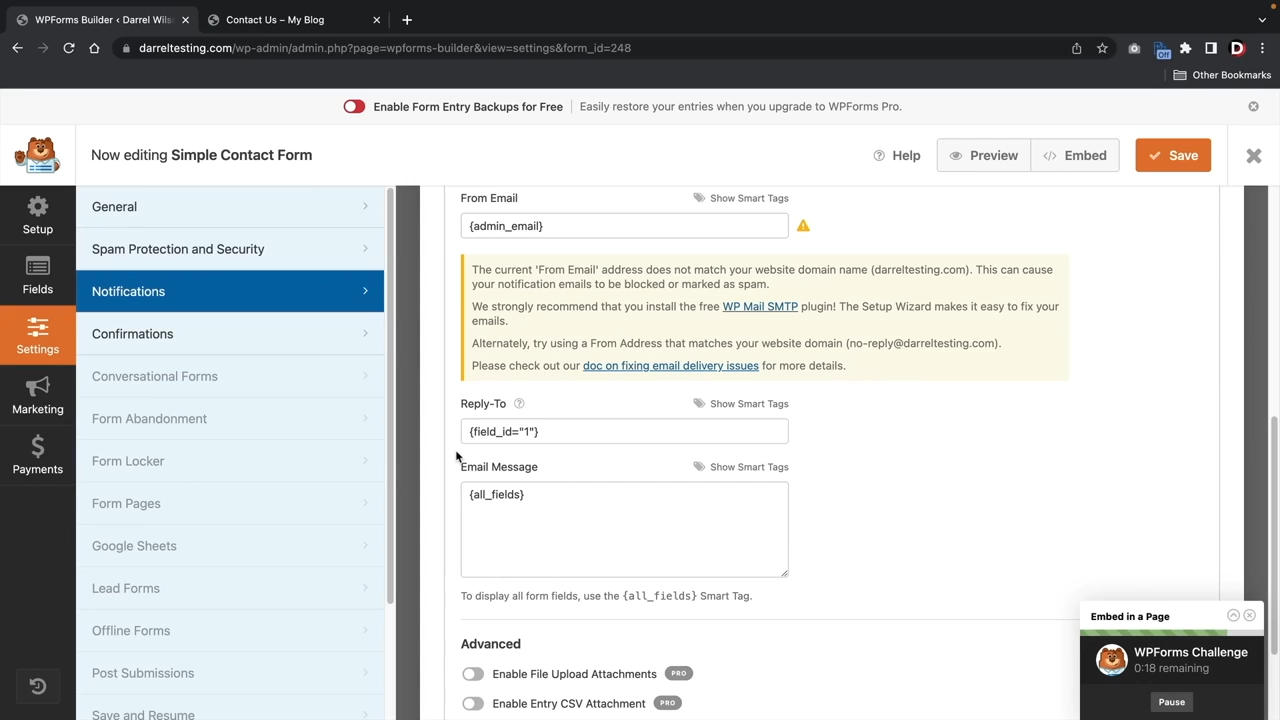 WPForms Builder < Darrel Wils
Contact Us – My Blog
darreltesting.com/wp-admin/admin.php?page=wpforms-builder&view=settings&form_id=248
Off
D
Other Bookmarks
Enable Form Entry Backups for Free
Easily restore your entries when you upgrade to WPForms Pro.
Now editing Simple Contact Form
Help
Preview
Embed
Save
Setup
Fields
Settings
Marketing
Payments
General
Spam Protection and Security
Notifications
Confirmations
Conversational Forms
Form Abandonment
Form Locker
Form Pages
Google Sheets
Lead Forms
Offline Forms
Post Submissions
Save and Resume
From Email
Show Smart Tags
{admin_email}
The current 'From Email' address does not match your website domain name (darreltesting.com). This can cause
your notification emails to be blocked or marked as spam.
We strongly recommend that you install the free WP Mail SMTP plugin! The Setup Wizard makes it easy to fix your
emails.
Alternately, try using a From Address that matches your website domain (no-reply@darreltesting.com).
Please check out our doc on fixing email delivery issues for more details.
Reply-To
Show Smart Tags
{field_id="1"}
Email Message
Show Smart Tags
{all_fields}
To display all form fields, use the {all_fields} Smart Tag.
Advanced
Enable File Upload Attachments PRO
Enable Entry CSV Attachment PRO
Embed in a Page
WPForms Challenge
0:18 remaining
Pause